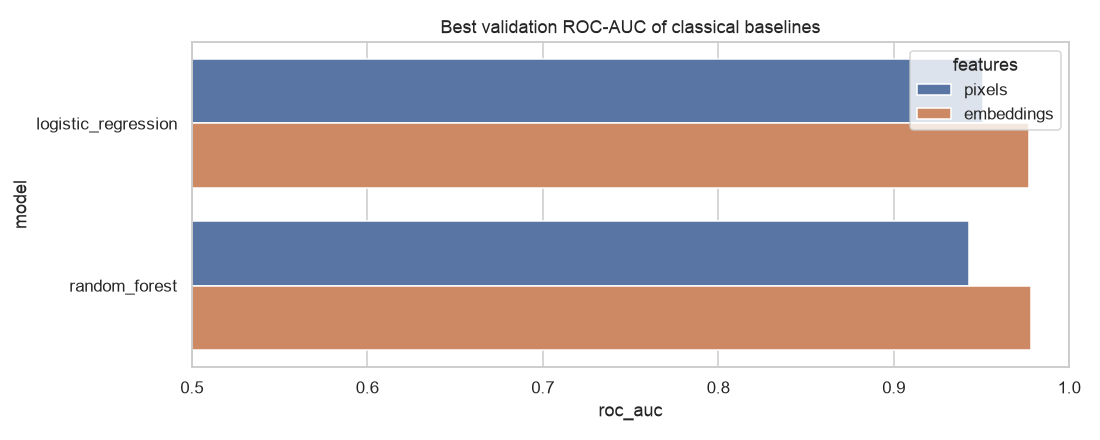 Best validation ROC-AUC of classical baselines
features
pixels
embeddings
logistic_regression
random_forest
model
0.5 0.6 0.7 0.8 0.9 1.0
roc_auc